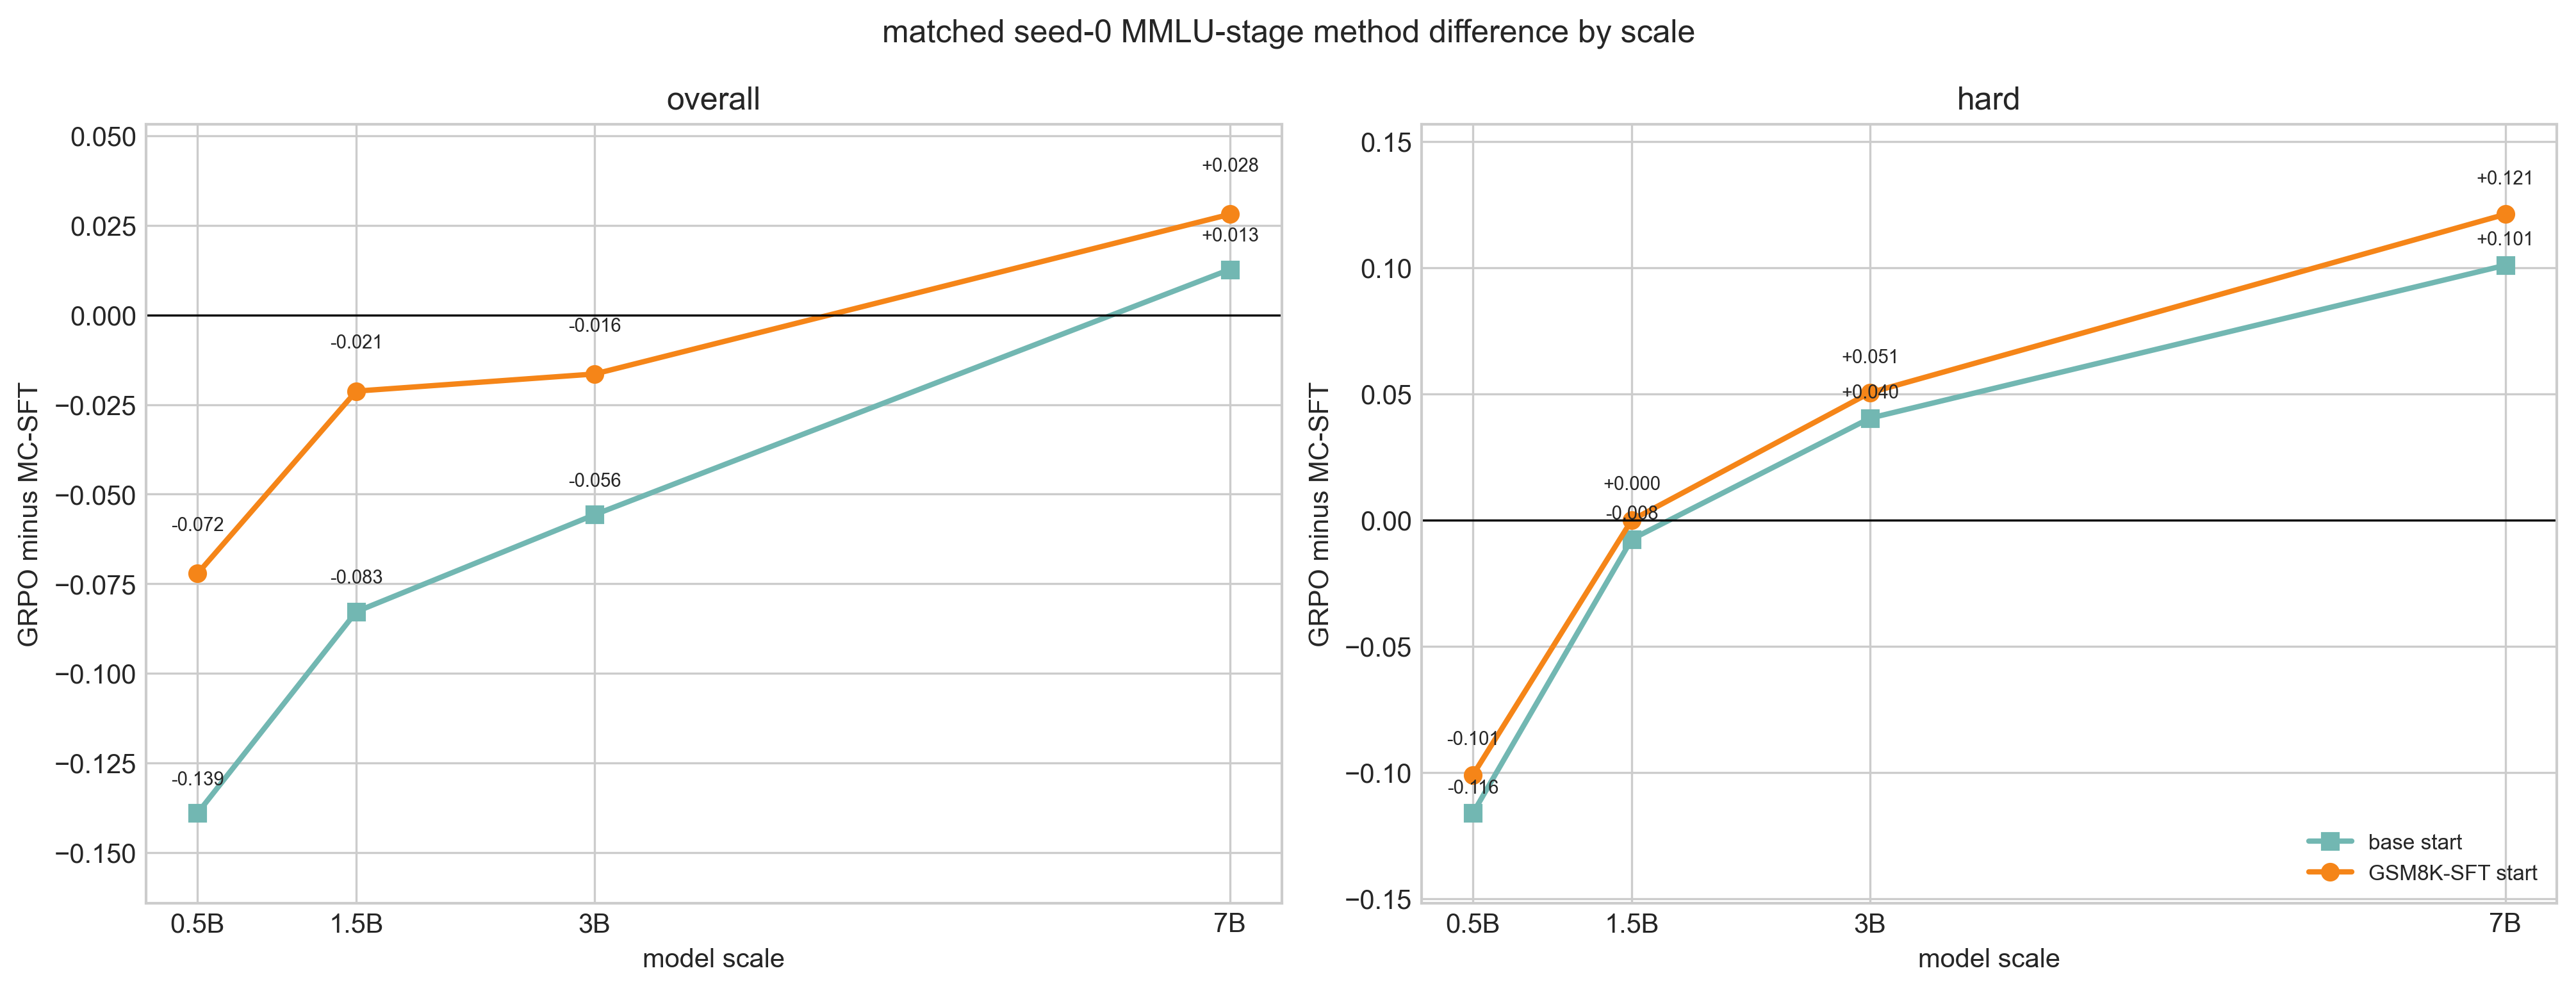 matched seed-0 MMLU-stage method difference by scale
overall
GRPO minus MC-SFT
0.050
0.025
0.000
−0.025
−0.050
−0.075
−0.100
−0.125
−0.150
+0.028
+0.013
-0.016
-0.021
-0.056
-0.072
-0.083
-0.139
0.5B
1.5B
3B
7B
model scale
hard
GRPO minus MC-SFT
0.15
0.10
0.05
0.00
−0.05
−0.10
−0.15
+0.121
+0.101
+0.051
+0.040
+0.000
-0.008
-0.101
-0.116
base start
GSM8K-SFT start
0.5B
1.5B
3B
7B
model scale